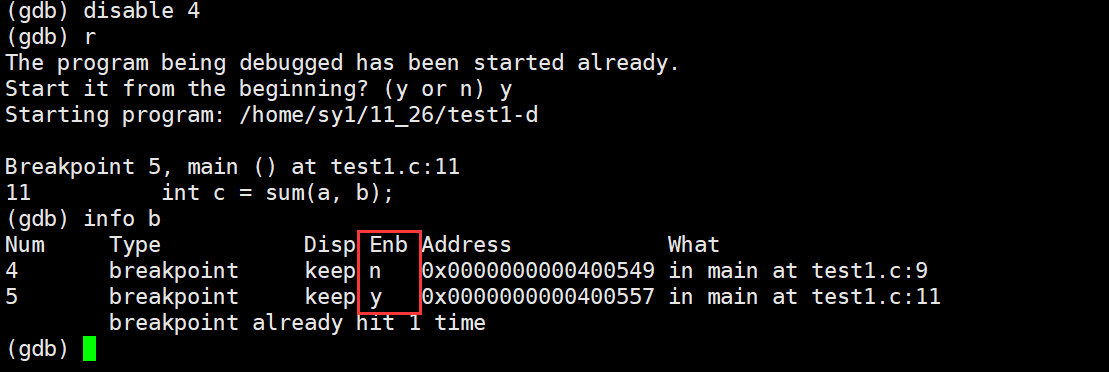 (gdb) disable 4
(gdb) r
The program being debugged has been started already.
Start it from the beginning? (y or n) y
Starting program: /home/sy1/11_26/test1-d
Breakpoint 5, main () at test1.c:11
11          int c = sum(a, b);
(gdb) info b
Num     Type           Disp Enb Address            What
4       breakpoint     keep n   0x0000000000400549 in main at test1.c:9
5       breakpoint     keep y   0x0000000000400557 in main at test1.c:11
        breakpoint already hit 1 time
(gdb)